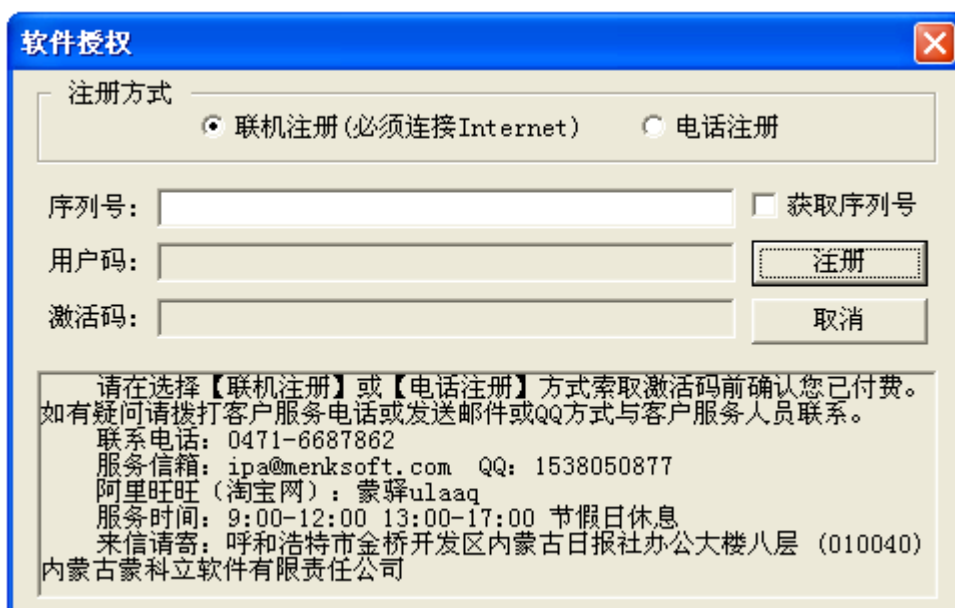 软件授权
注册方式
联机注册(必须连接Internet) 电话注册
序列号: 获取序列号
用户码: 注册
激活码: 取消
请在选择【联机注册】或【电话注册】方式索取激活码前确认您已付费。
如有疑问请拨打客户服务电话或发送邮件或QQ方式与客户服务人员联系。
联系电话: 0471-6687862
服务信箱: ipa@menksoft.com QQ: 1538050877
阿里旺旺（淘宝网）: 蒙驿ulaaq
服务时间: 9:00-12:00 13:00-17:00 节假日休息
来信请寄: 呼和浩特市金桥开发区内蒙古日报社办公大楼八层 (010040)
内蒙古蒙科立软件有限责任公司